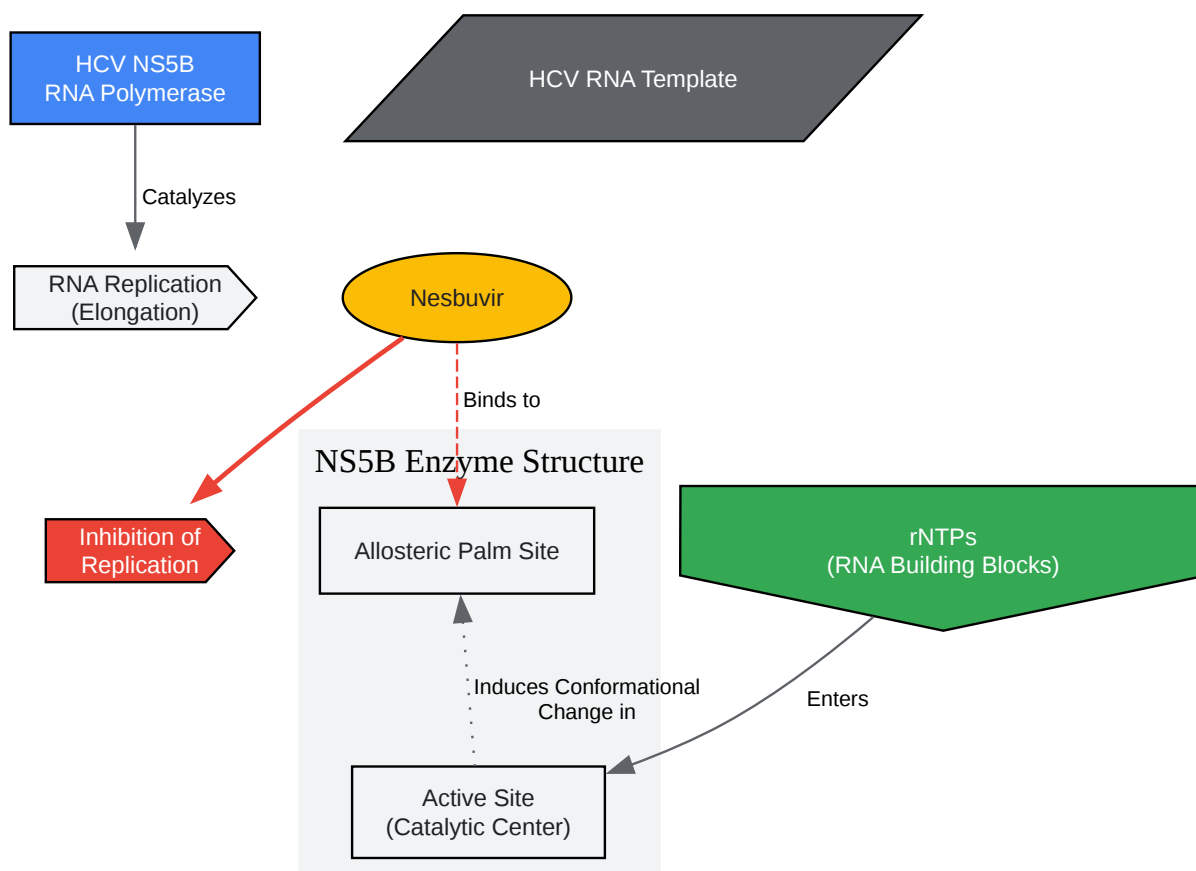 HCV NS5B
RNA Polymerase
HCV RNA Template
Catalyzes
RNA Replication
(Elongation)
Nesbuvir
Binds to
NS5B Enzyme Structure
Inhibition of
Replication
Allosteric Palm Site
rNTPs
(RNA Building Blocks)
Induces Conformational
Change in
Enters
Active Site
(Catalytic Center)